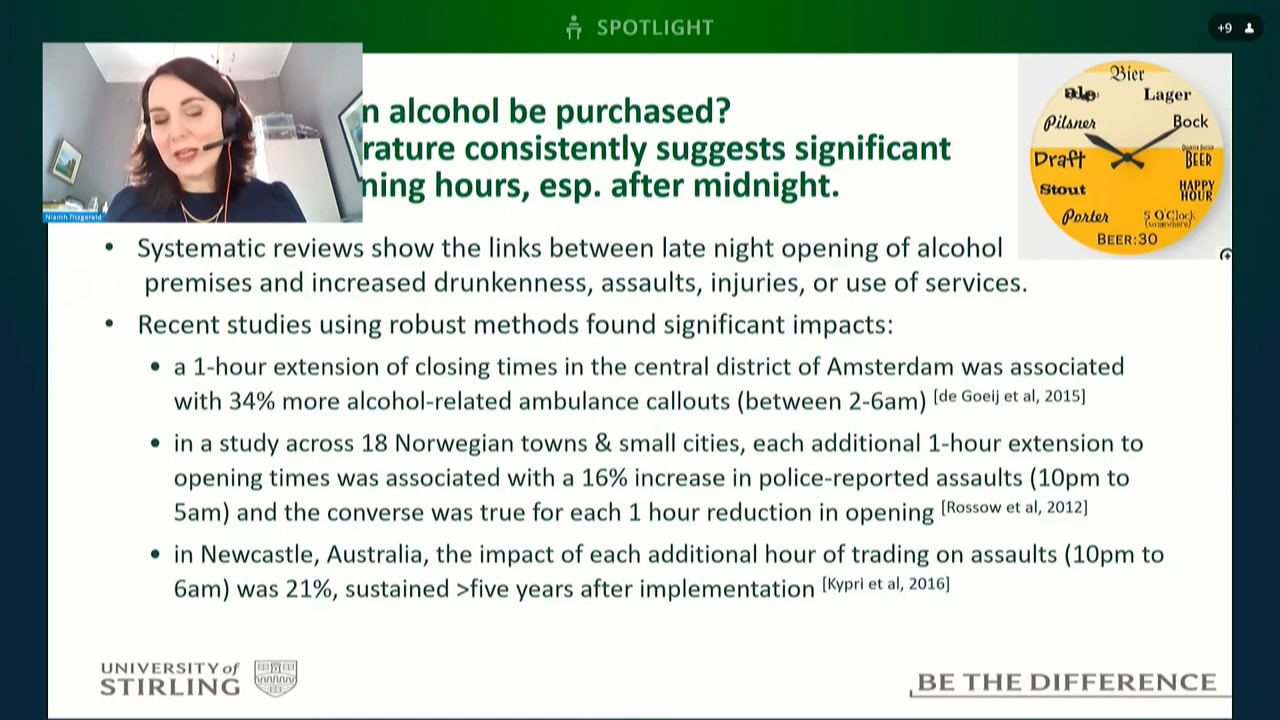 SPOTLIGHT
+9
Niamh Fitzgerald
n alcohol be purchased?
rature consistently suggests significant
ning hours, esp. after midnight.
Bier
ale
Lager
Pilsner
Bock
Draft
BEER
Stout
HAPPY
HOUR
Porter
5 O'Clock
(somewhere)
BEER:30
• Systematic reviews show the links between late night opening of alcohol
premises and increased drunkenness, assaults, injuries, or use of services.
• Recent studies using robust methods found significant impacts:
• a 1-hour extension of closing times in the central district of Amsterdam was associated
with 34% more alcohol-related ambulance callouts (between 2-6am) [de Goeij et al, 2015]
• in a study across 18 Norwegian towns & small cities, each additional 1-hour extension to
opening times was associated with a 16% increase in police-reported assaults (10pm to
5am) and the converse was true for each 1 hour reduction in opening [Rossow et al, 2012]
• in Newcastle, Australia, the impact of each additional hour of trading on assaults (10pm to
6am) was 21%, sustained >five years after implementation [Kypri et al, 2016]
UNIVERSITY of
STIRLING
BE THE DIFFERENCE